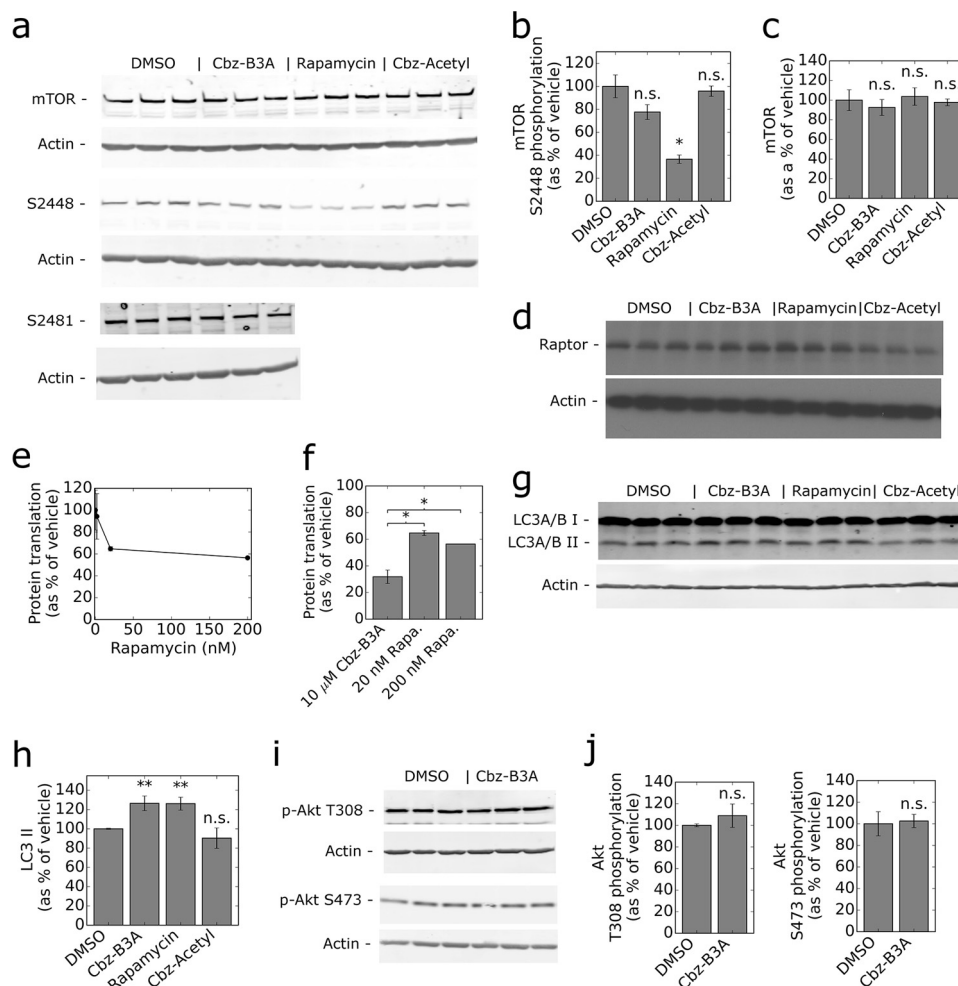 a
DMSO | Cbz-B3A | Rapamycin | Cbz-Acetyl
mTOR -
Actin -
S2448 -
Actin -
S2481 -
Actin -
b
mTOR
S2448 phosphorylation
(as % of vehicle)
140
120
100
80
60
40
20
0
n.s.
*
n.s.
DMSO
Cbz-B3A
Rapamycin
Cbz-Acetyl
c
mTOR
(as a % of vehicle)
140
120
100
80
60
40
20
0
n.s.
n.s.
n.s.
DMSO
Cbz-B3A
Rapamycin
Cbz-Acetyl
d
DMSO | Cbz-B3A |Rapamycin|Cbz-Acetyl
Raptor -
Actin -
e
Protein translation
(as % of vehicle)
120
100
80
60
40
20
0
0 50 100 150 200
Rapamycin (nM)
f
Protein translation
(as % of vehicle)
100
80
60
40
20
0
*
*
10 μM Cbz-B3A
20 nM Rapa.
200 nM Rapa.
g
DMSO | Cbz-B3A | Rapamycin | Cbz-Acetyl
LC3A/B I -
LC3A/B II -
Actin -
h
LC3 II
(as % of vehicle)
140
120
100
80
60
40
20
0
**
**
n.s.
DMSO
Cbz-B3A
Rapamycin
Cbz-Acetyl
i
DMSO | Cbz-B3A
p-Akt T308 -
Actin -
p-Akt S473 -
Actin -
j
Akt
T308 phosphorylation
(as % of vehicle)
140
120
100
80
60
40
20
0
n.s.
DMSO
Cbz-B3A
Akt
S473 phosphorylation
(as % of vehicle)
140
120
100
80
60
40
20
0
n.s.
DMSO
Cbz-B3A